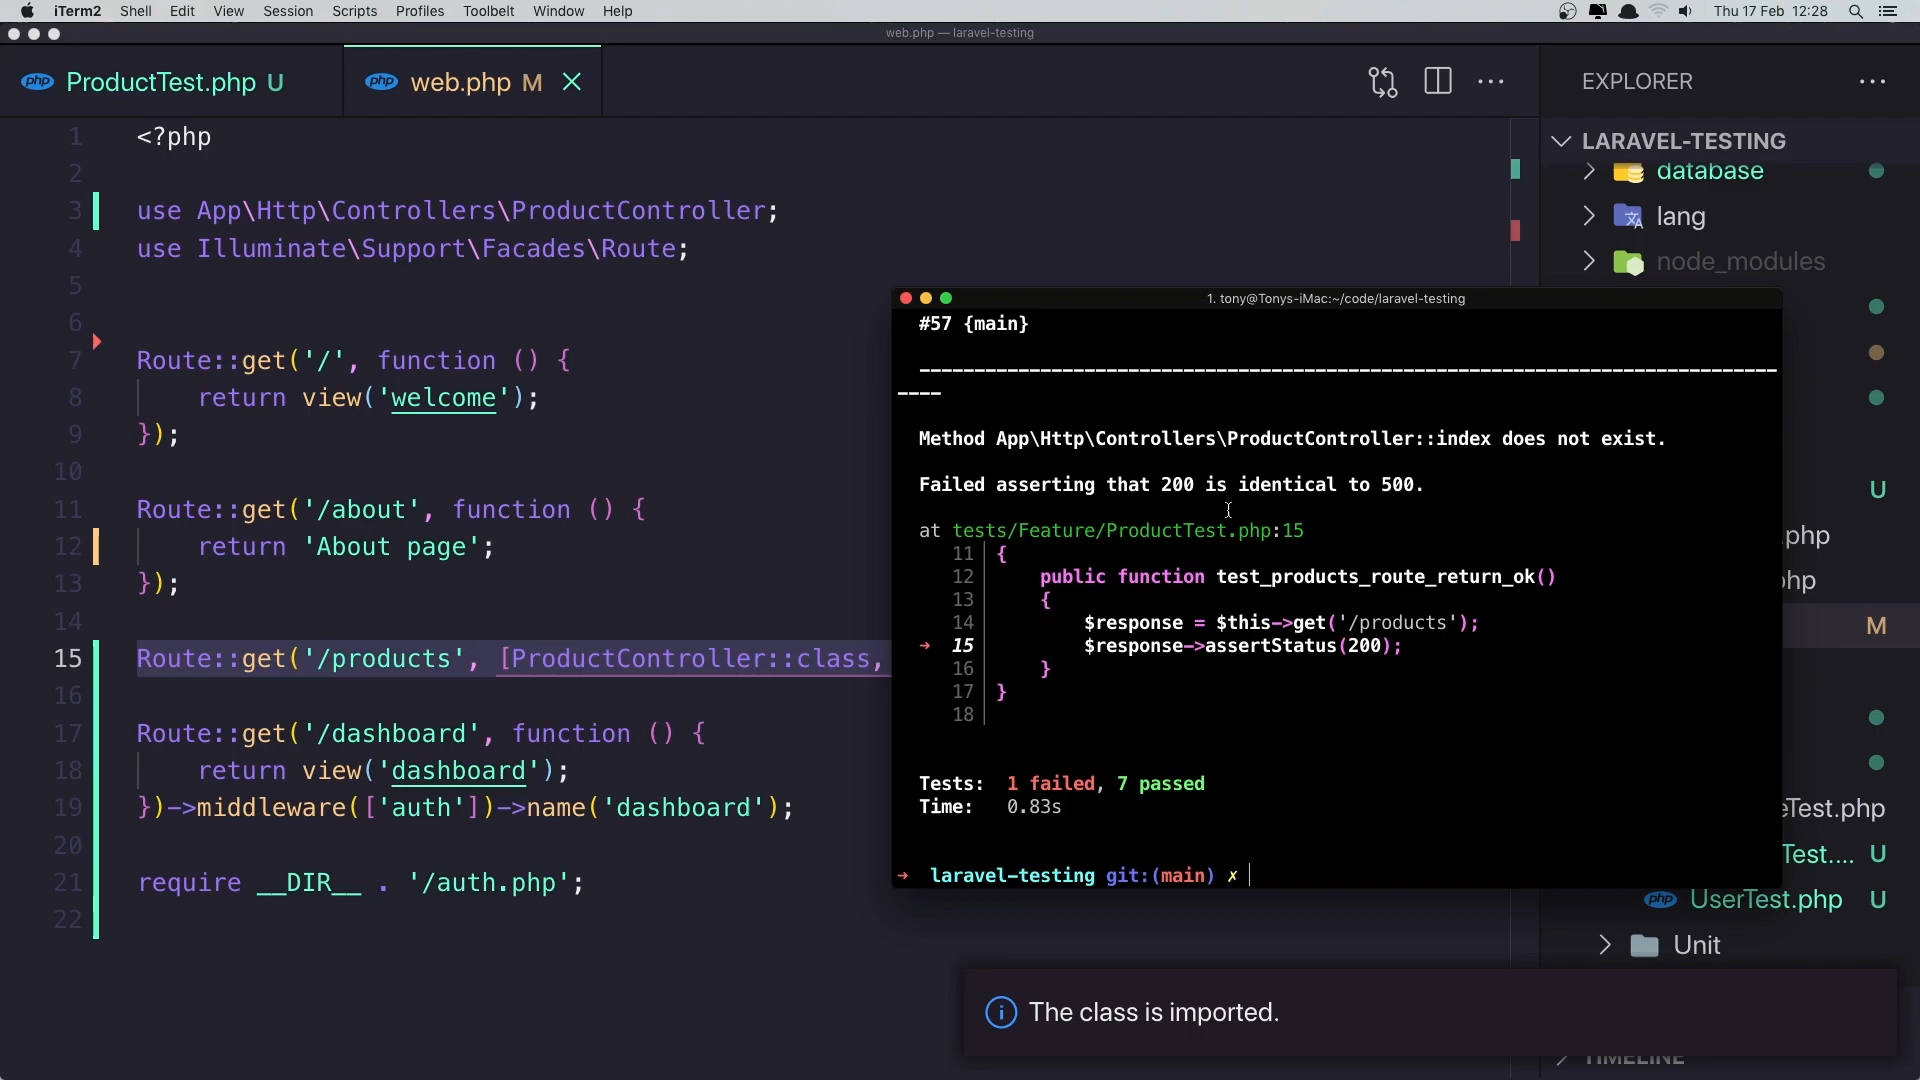 iTerm2 Shell Edit View Session Scripts Profiles Toolbelt Window Help Thu 17 Feb 12:28
web.php — laravel-testing
ProductTest.php U
web.php M
EXPLORER
LARAVEL-TESTING
database
lang
node_modules
.php
php
M
U
eTest.php
Test.... U
UserTest.php U
Unit
TIMELINE
1 <?php
2
3 use App\Http\Controllers\ProductController;
4 use Illuminate\Support\Facades\Route;
5
6
7 Route::get('/', function () {
8 return view('welcome');
9 });
10
11 Route::get('/about', function () {
12 return 'About page';
13 });
14
15 Route::get('/products', [ProductController::class,
16
17 Route::get('/dashboard', function () {
18 return view('dashboard');
19 })->middleware(['auth'])->name('dashboard');
20
21 require __DIR__ . '/auth.php';
22
1. tony@Tonys-iMac:~/code/laravel-testing
#57 {main}
Method App\Http\Controllers\ProductController::index does not exist.
Failed asserting that 200 is identical to 500.
at tests/Feature/ProductTest.php:15
11 {
12 public function test_products_route_return_ok()
13 {
14 $response = $this->get('/products');
➜ 15 $response->assertStatus(200);
16 }
17 }
18
Tests: 1 failed, 7 passed
Time: 0.83s
➜ laravel-testing git:(main) ✗
The class is imported.